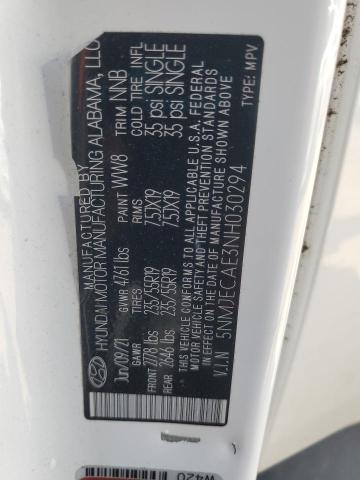 MANUFACTURED BY
HYUNDAI MOTOR MANUFACTURING ALABAMA, LLC
Jun/09/21 GVWR 4761 lbs PAINT WW8 TRIM NNB
GAWR TIRES RIMS COLD TIRE INFL
FRONT 2778 lbs 235/55R19 7.5JX19 35 psi SINGLE
REAR 2646 lbs 235/55R19 7.5JX19 35 psi SINGLE
THIS VEHICLE CONFORMS TO ALL APPLICABLE U.S.A. FEDERAL
MOTOR VEHICLE SAFETY AND THEFT PREVENTION STANDARDS
IN EFFECT ON THE DATE OF MANUFACTURE SHOWN ABOVE
V.I.N 5NMJECAE3NH030294 TYPE: MPV
W420